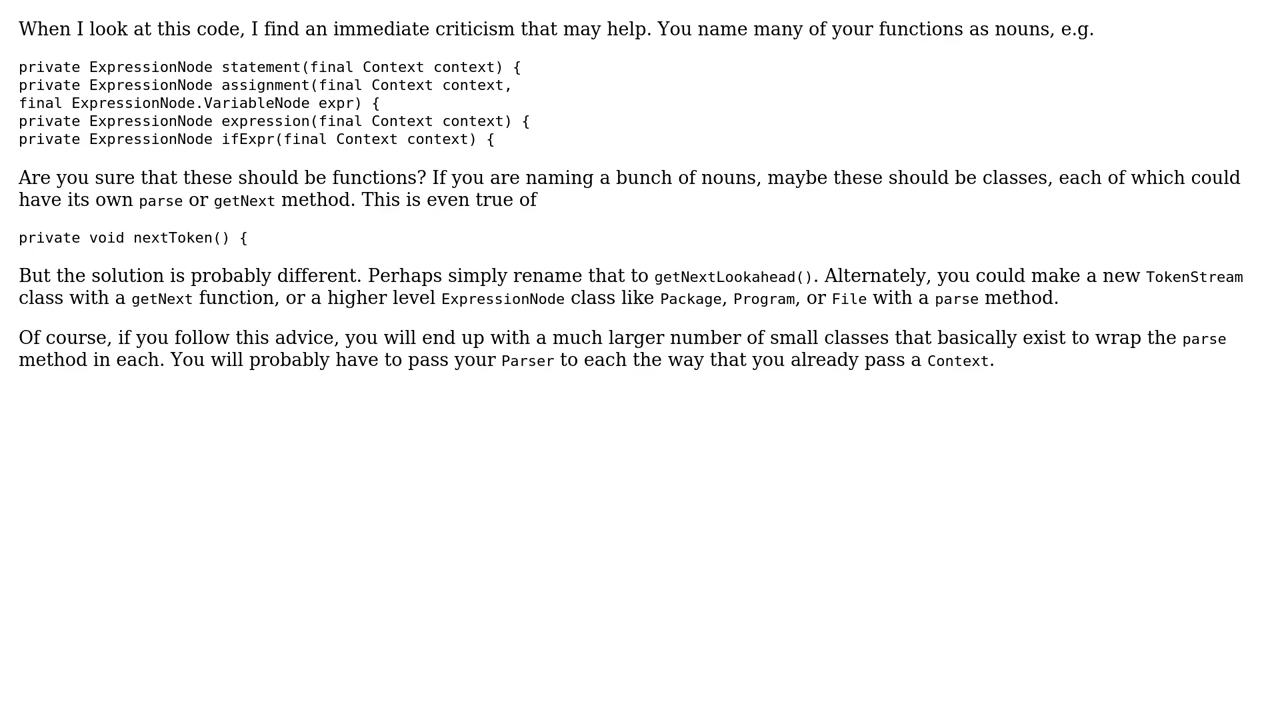 When I look at this code, I find an immediate criticism that may help. You name many of your functions as nouns, e.g.
private ExpressionNode statement(final Context context) {
private ExpressionNode assignment(final Context context,
final ExpressionNode.VariableNode expr) {
private ExpressionNode expression(final Context context) {
private ExpressionNode ifExpr(final Context context) {
Are you sure that these should be functions? If you are naming a bunch of nouns, maybe these should be classes, each of which could
have its own parse or getNext method. This is even true of
private void nextToken() {
But the solution is probably different. Perhaps simply rename that to getNextLookahead(). Alternately, you could make a new TokenStream
class with a getNext function, or a higher level ExpressionNode class like Package, Program, or File with a parse method.
Of course, if you follow this advice, you will end up with a much larger number of small classes that basically exist to wrap the parse
method in each. You will probably have to pass your Parser to each the way that you already pass a Context.